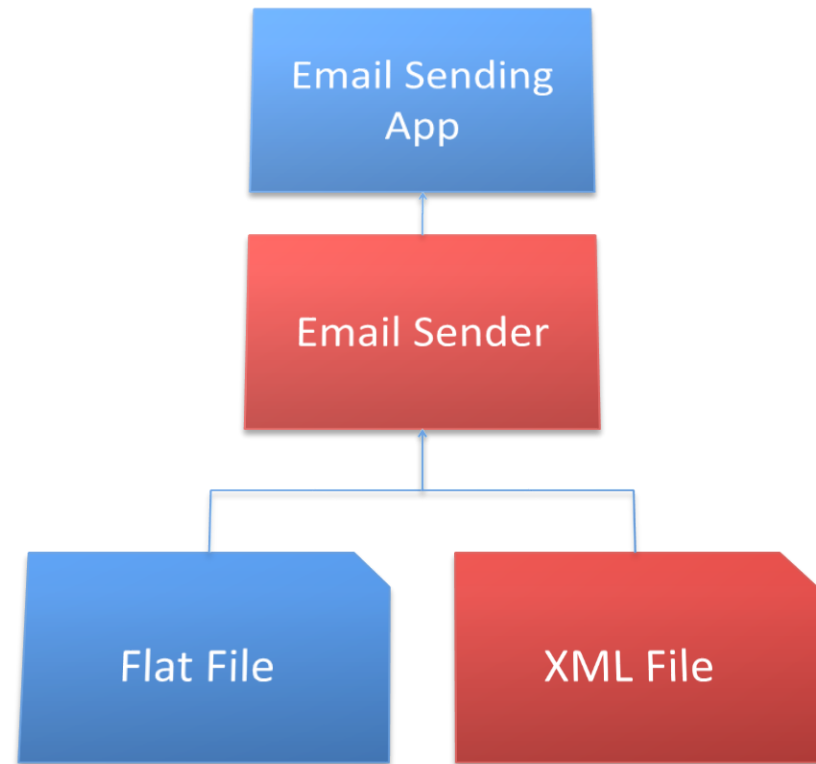 Email Sending
App
Email Sender
Flat File
XML File